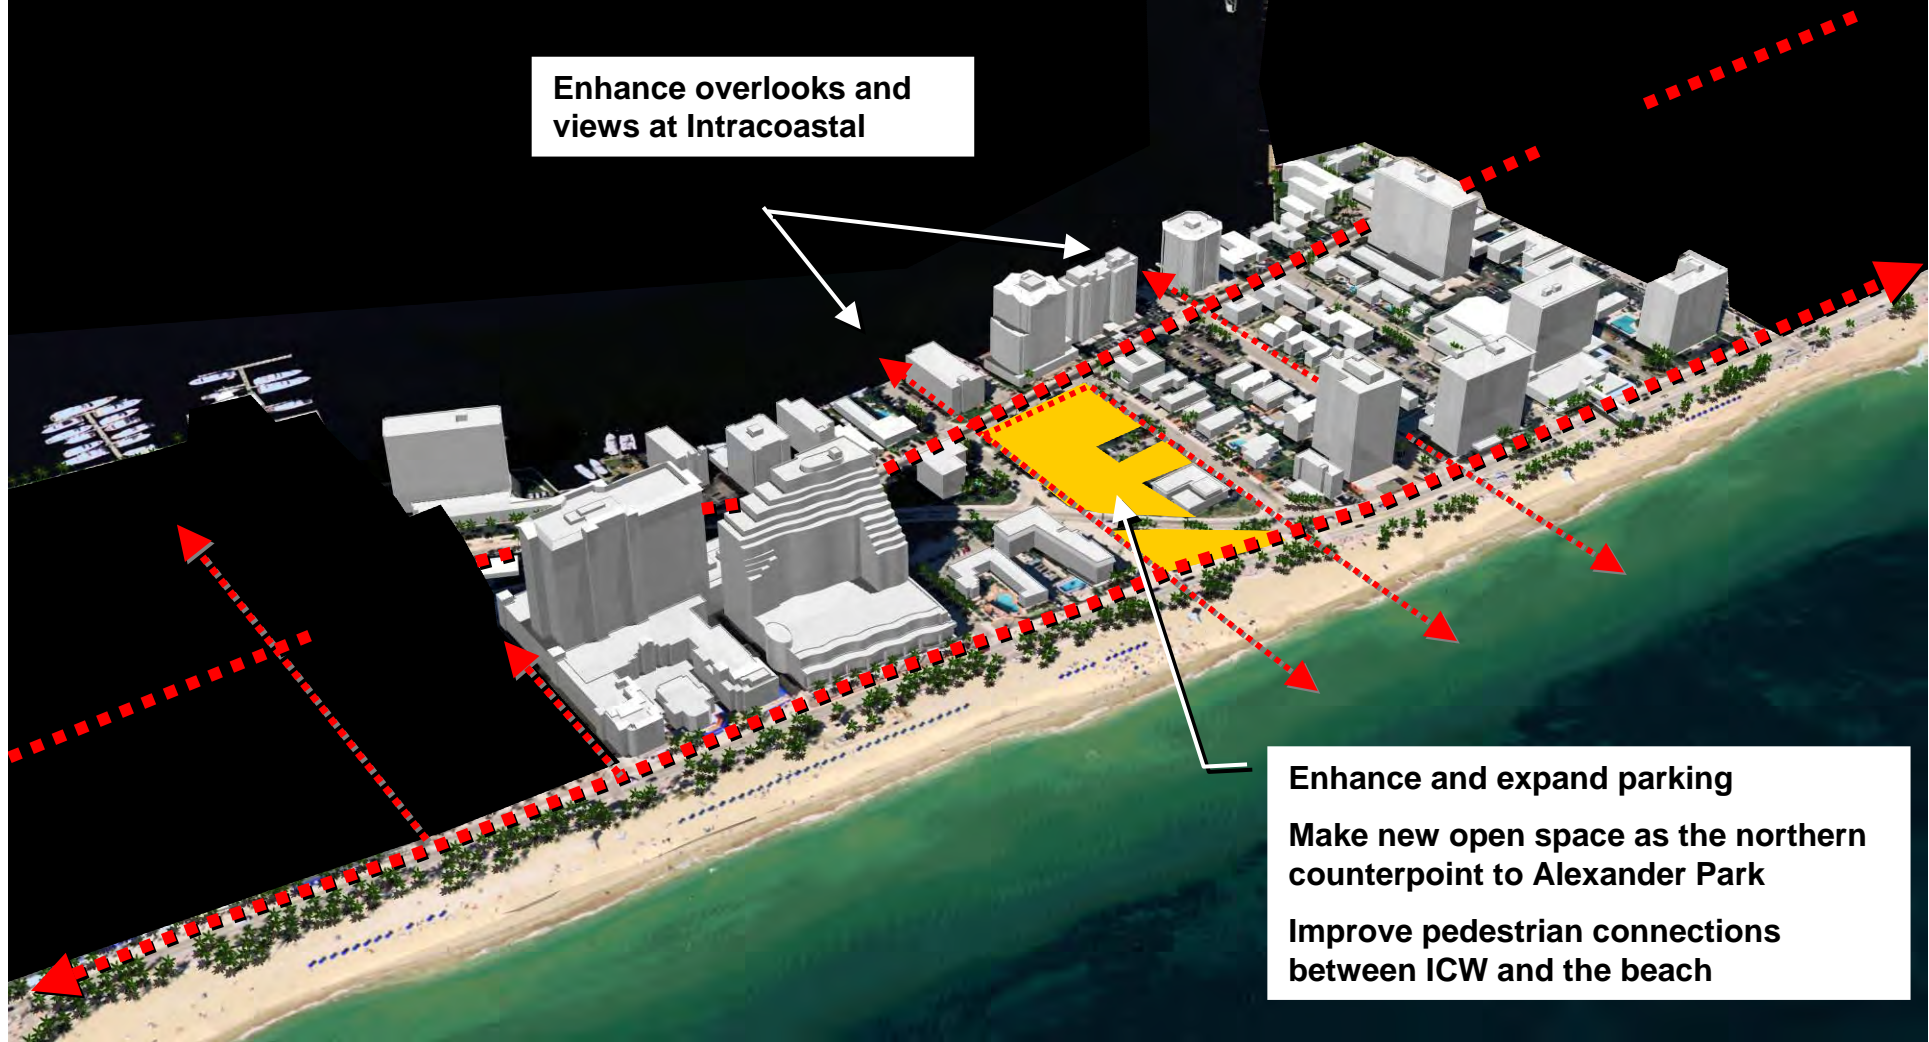 Enhance overlooks and
views at Intracoastal
Enhance and expand parking
Make new open space as the northern
counterpoint to Alexander Park
Improve pedestrian connections
between ICW and the beach